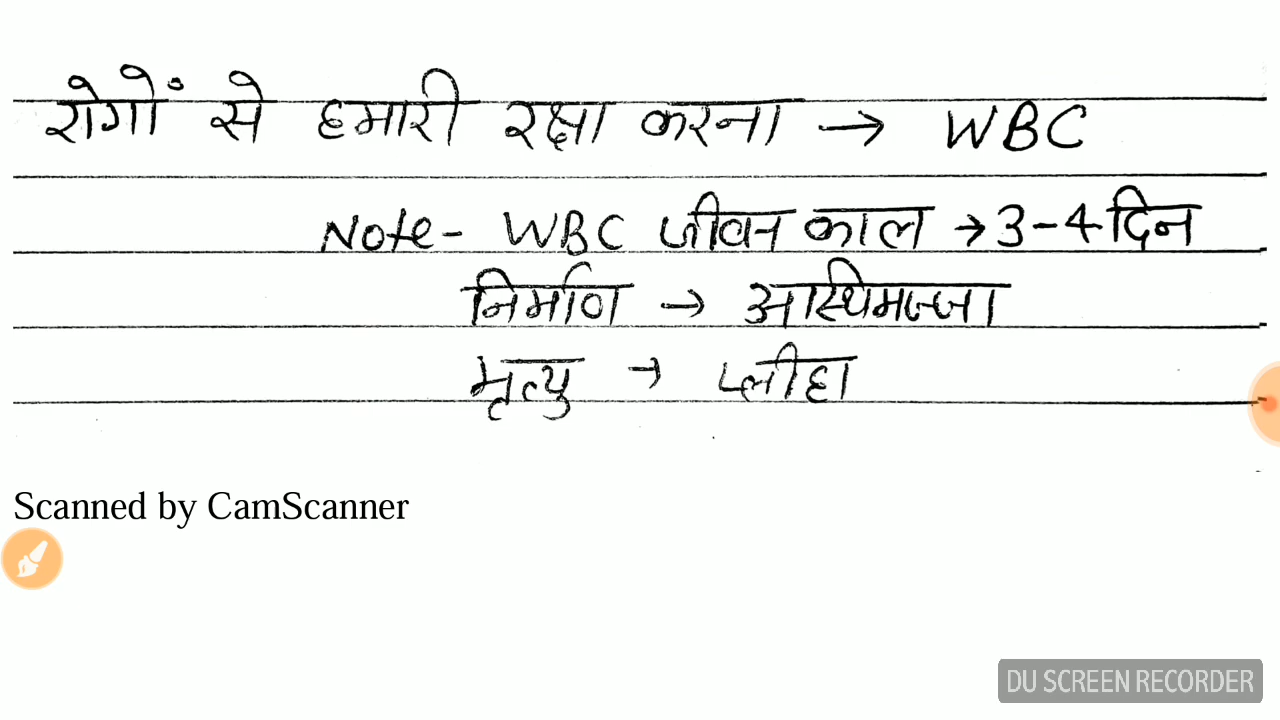 रोगों से हमारी रक्षा करना → WBC
Note- WBC जीवन काल → 3-4 दिन
निर्माण → अस्थिमज्जा
मृत्यु → प्लीहा
Scanned by CamScanner
DU SCREEN RECORDER